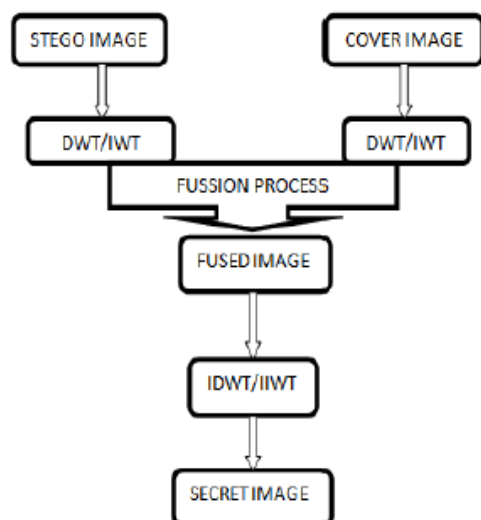 STEGO IMAGE
COVER IMAGE
DWT/IWT
DWT/IWT
FUSSION PROCESS
FUSED IMAGE
IDWT/IIWT
SECRET IMAGE